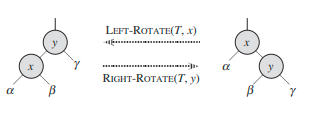 LEFT-ROTATE(T, x)
y
x
x
γ
α
y
RIGHT-ROTATE(T, y)
α
β
β
γ